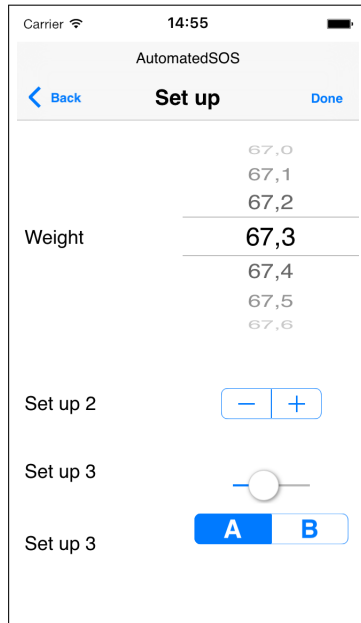 Carrier 14:55
AutomatedSOS
Back Set up Done
67,0
67,1
67,2
Weight 67,3
67,4
67,5
67,6
Set up 2 − +
Set up 3
A B
Set up 3